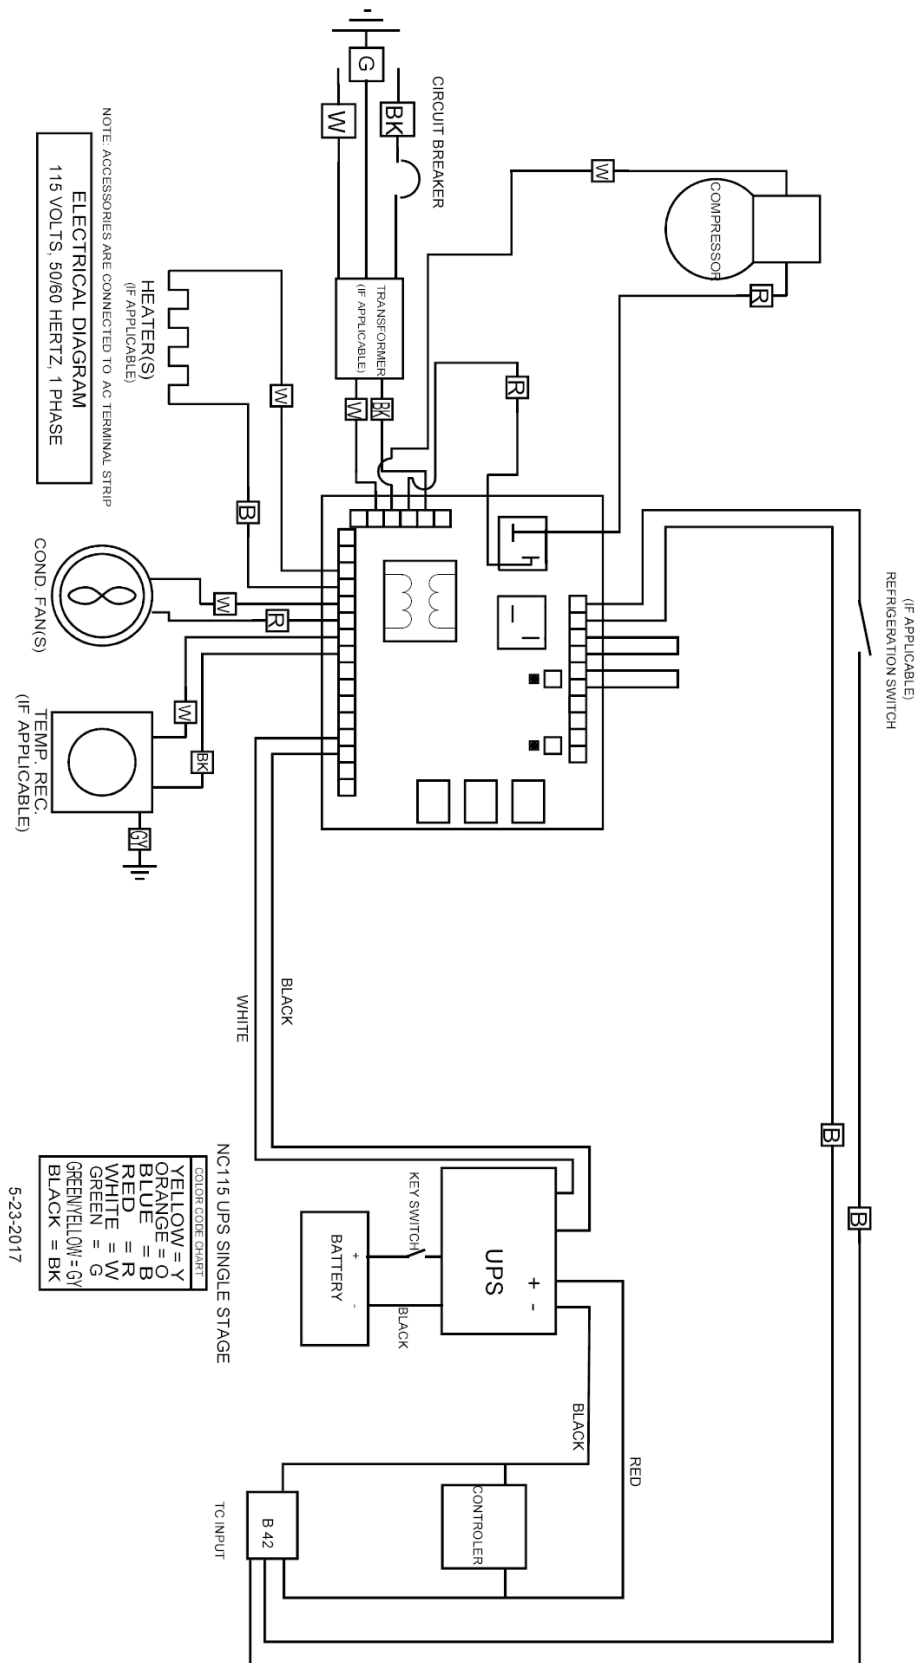 CIRCUIT BREAKER
G
W
BK
W
COMPRESSOR
R
TRANSFORMER
(IF APPLICABLE)
W
BK
R
(IF APPLICABLE)
REFRIGERATION SWITCH
NOTE: ACCESSORIES ARE CONNECTED TO AC TERMINAL STRIP
ELECTRICAL DIAGRAM
115 VOLTS, 50/60 HERTZ, 1 PHASE
HEATER(S)
(IF APPLICABLE)
W
B
COND. FAN(S)
W
R
TEMP. REC.
(IF APPLICABLE)
W
BK
GY
BLACK
WHITE
B
B
NC115 UPS SINGLE STAGE
COLOR CODE CHART
YELLOW = Y
ORANGE = O
BLUE = B
RED = R
WHITE = W
GREEN = G
GREEN/YELLOW = GY
BLACK = BK
5-23-2017
KEY SWITCH
UPS
+ -
BATTERY
+ -
BLACK
BLACK
RED
CONTROLER
B 42
TC INPUT